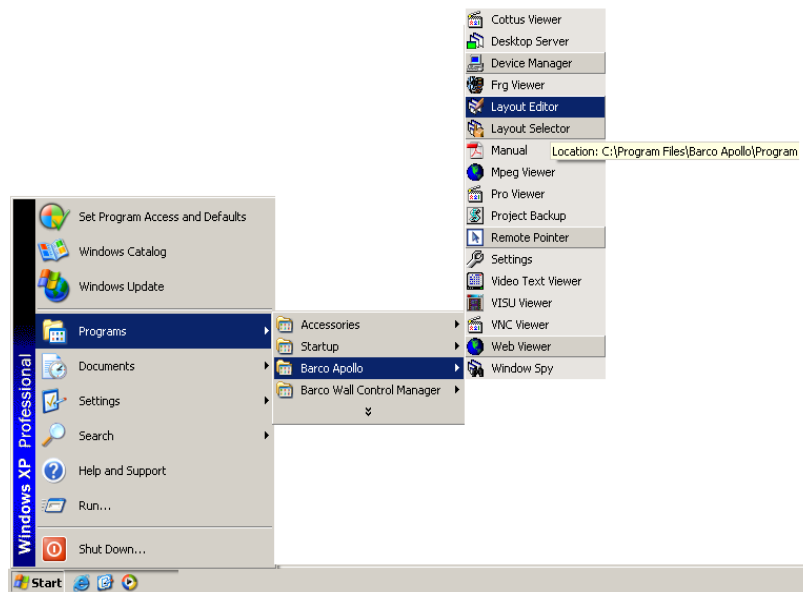 Cottus Viewer
Desktop Server
Device Manager
Frg Viewer
Layout Editor
Layout Selector
Manual
Location: C:\Program Files\Barco Apollo\Program
Mpeg Viewer
Pro Viewer
Project Backup
Remote Pointer
Settings
Video Text Viewer
VISU Viewer
VNC Viewer
Web Viewer
Window Spy
Set Program Access and Defaults
Windows Catalog
Windows Update
Programs
Documents
Settings
Search
Help and Support
Run...
Shut Down...
Accessories
Startup
Barco Apollo
Barco Wall Control Manager
Windows XP Professional
Start